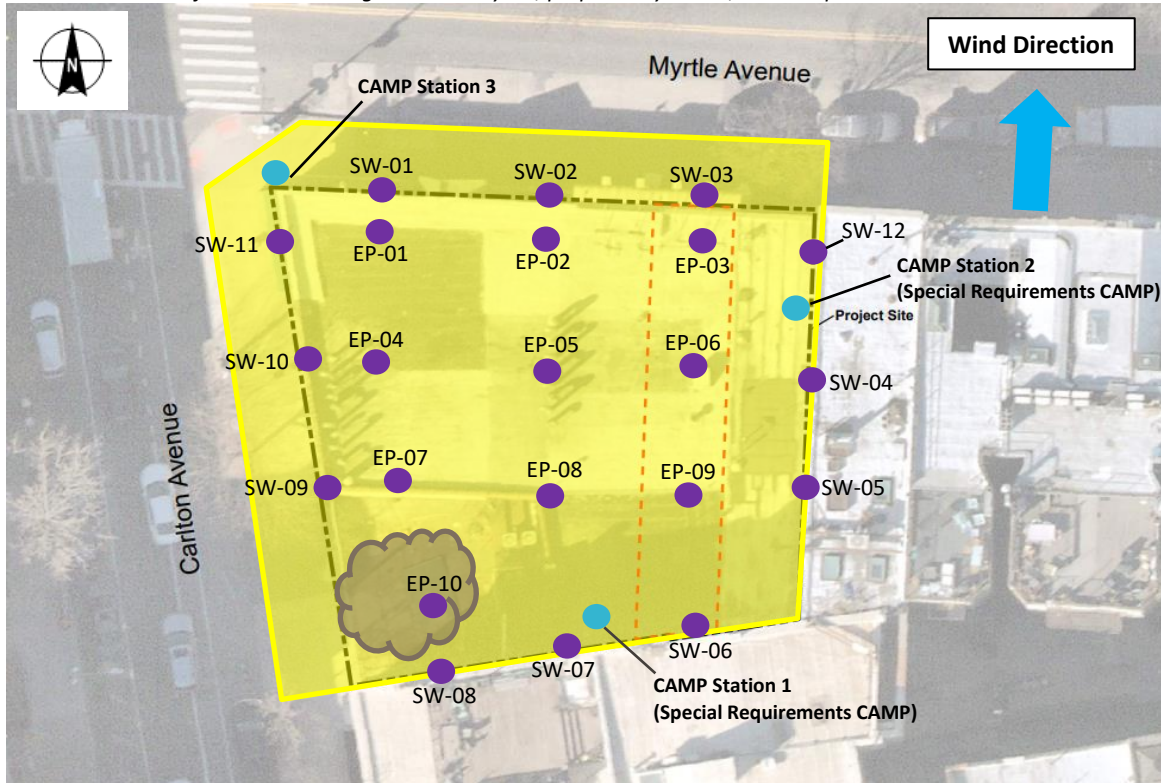 Wind Direction
Myrtle Avenue
N
CAMP Station 3
SW-01
SW-02
SW-03
SW-11
EP-01
EP-02
EP-03
SW-12
CAMP Station 2
(Special Requirements CAMP)
Project Site
SW-10
EP-04
EP-05
EP-06
SW-04
Carlton Avenue
SW-09
EP-07
EP-08
EP-09
SW-05
EP-10
SW-08
SW-07
SW-06
CAMP Station 1
(Special Requirements CAMP)